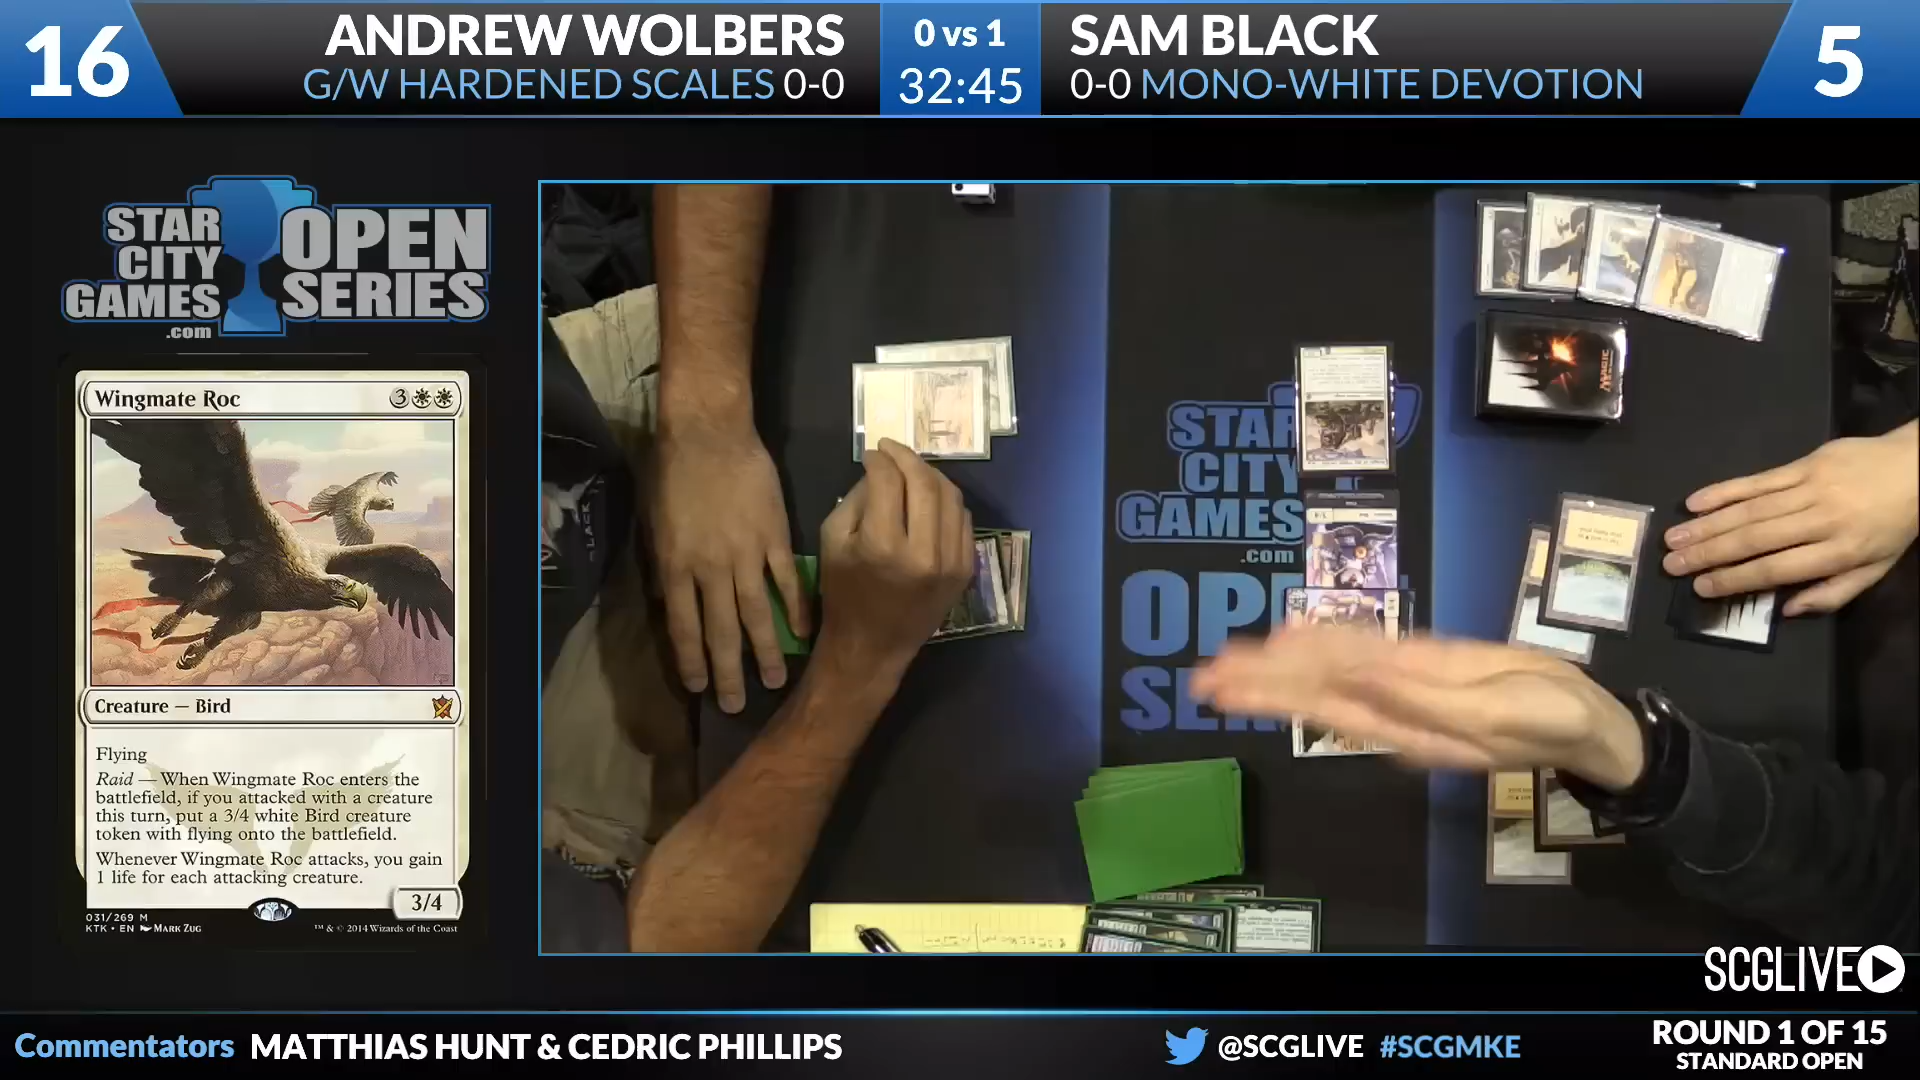 16
ANDREW WOLBERS
G/W HARDENED SCALES 0-0
0 vs 1
32:45
SAM BLACK
0-0 MONO-WHITE DEVOTION
5
STAR
CITY
GAMES
.com
OPEN
SERIES
Wingmate Roc 3
Creature — Bird
Flying
Raid — When Wingmate Roc enters the
battlefield, if you attacked with a creature
this turn, put a 3/4 white Bird creature
token with flying onto the battlefield.
Whenever Wingmate Roc attacks, you gain
1 life for each attacking creature.
3/4
031/269 M
KTK • EN MARK ZUG
™ & © 2014 Wizards of the Coast
STAR
CITY
GAMES
.com
MAGIC
SCGLIVE
Commentators MATTHIAS HUNT & CEDRIC PHILLIPS
@SCGLIVE #SCGMKE
ROUND 1 OF 15
STANDARD OPEN